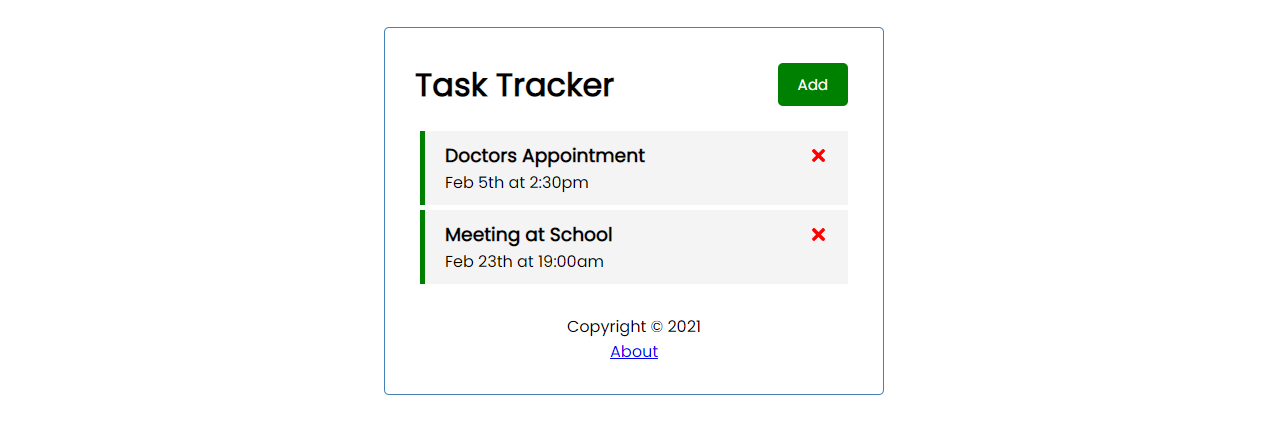 Task Tracker
Add
Doctors Appointment
Feb 5th at 2:30pm
Meeting at School
Feb 23th at 19:00am
Copyright © 2021
About